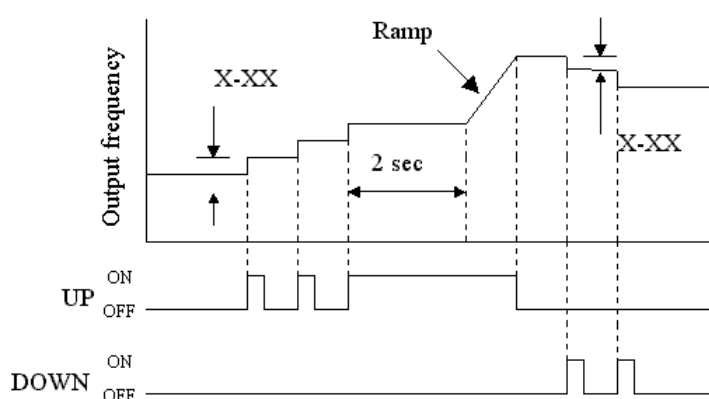 Output frequency
Ramp
X-XX
X-XX
2 sec
UP
ON
OFF
DOWN
ON
OFF